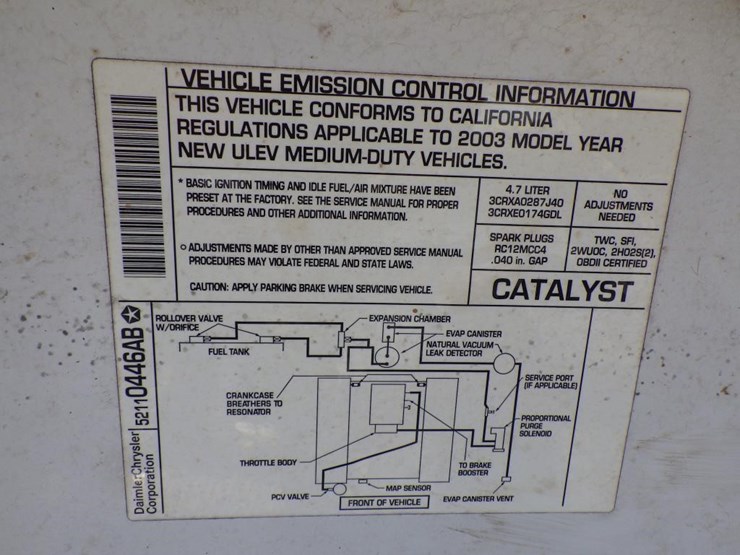 VEHICLE EMISSION CONTROL INFORMATION
THIS VEHICLE CONFORMS TO CALIFORNIA
REGULATIONS APPLICABLE TO 2003 MODEL YEAR
NEW ULEV MEDIUM-DUTY VEHICLES.
* BASIC IGNITION TIMING AND IDLE FUEL/AIR MIXTURE HAVE BEEN
PRESET AT THE FACTORY. SEE THE SERVICE MANUAL FOR PROPER
PROCEDURES AND OTHER ADDITIONAL INFORMATION.
o ADJUSTMENTS MADE BY OTHER THAN APPROVED SERVICE MANUAL
PROCEDURES MAY VIOLATE FEDERAL AND STATE LAWS.
CAUTION: APPLY PARKING BRAKE WHEN SERVICING VEHICLE.
4.7 LITER
3CRXA0287J40
3CRXE0174GDL
NO
ADJUSTMENTS
NEEDED
SPARK PLUGS
RC12MCC4
.040 in. GAP
TWC, SFI,
2WUOC, 2HO2S(2),
OBDII CERTIFIED
CATALYST
DaimlerChrysler
Corporation
52110446AB
ROLLOVER VALVE
W/ORIFICE
FUEL TANK
EXPANSION CHAMBER
EVAP CANISTER
NATURAL VACUUM
LEAK DETECTOR
SERVICE PORT
(IF APPLICABLE)
CRANKCASE
BREATHERS TO
RESONATOR
PROPORTIONAL
PURGE
SOLENOID
THROTTLE BODY
TO BRAKE
BOOSTER
MAP SENSOR
PCV VALVE
FRONT OF VEHICLE
EVAP CANISTER VENT